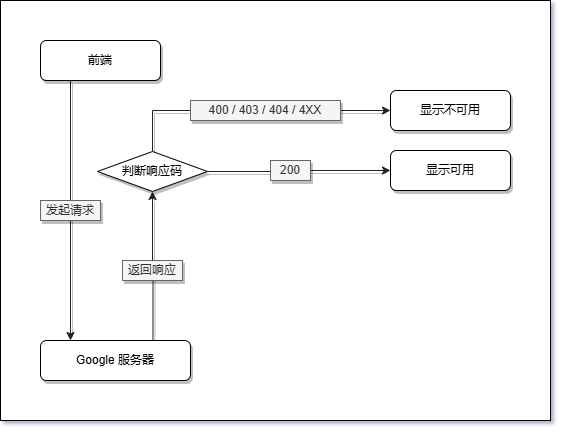 前端
400 / 403 / 404 / 4XX
显示不可用
判断响应码
200
显示可用
发起请求
返回响应
Google 服务器